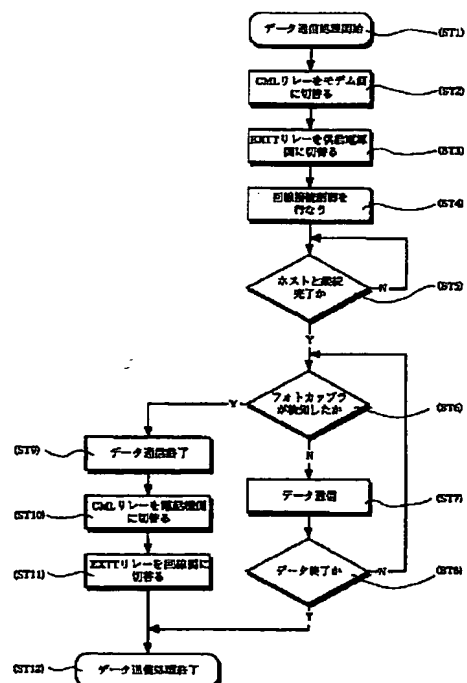 データ通信処理開始
(ST1)
CMLリレーをモデム側
に切替る
(ST2)
EXTTリレーを供給電源
側に切替る
(ST3)
回線接続制御を
行なう
(ST4)
ホストと接続
完了か
N
(ST5)
Y
フォトカップラ
が検知したか
Y
(ST6)
N
(ST9)
データ通信終了
データ送信
(ST7)
(ST10)
CMLリレーを電話機側
に切替る
データ終了か
N
(ST8)
(ST11)
EXTTリレーを回線側に
切替る
Y
(ST12)
データ通信処理終了